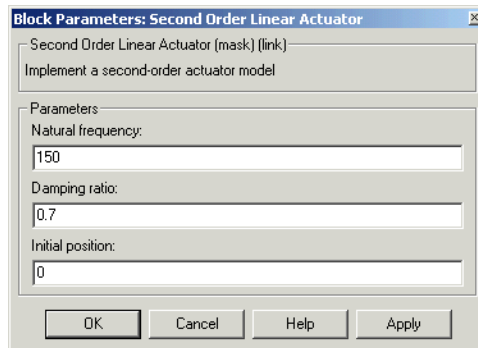 Block Parameters: Second Order Linear Actuator
Second Order Linear Actuator (mask) (link)
Implement a second-order actuator model
Parameters
Natural frequency:
150
Damping ratio:
0.7
Initial position:
0
OK Cancel Help Apply